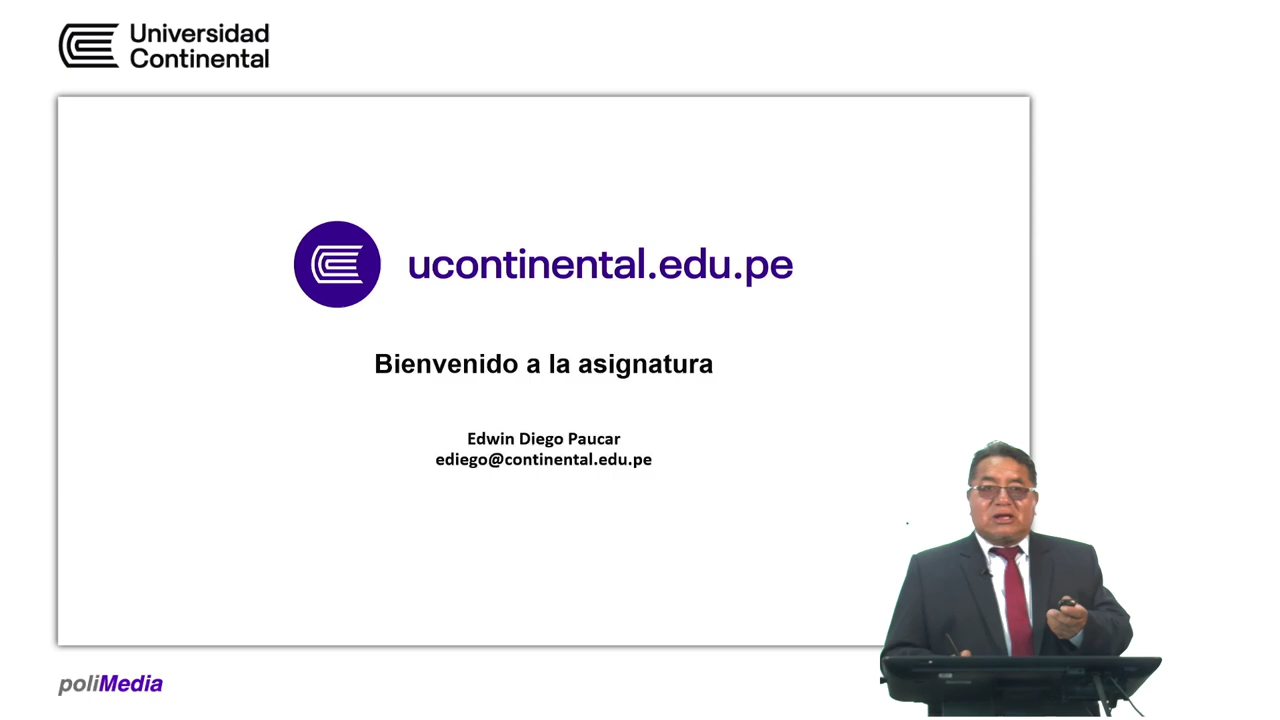 Universidad
Continental
ucontinental.edu.pe
Bienvenido a la asignatura
Edwin Diego Paucar
ediego@continental.edu.pe
poliMedia